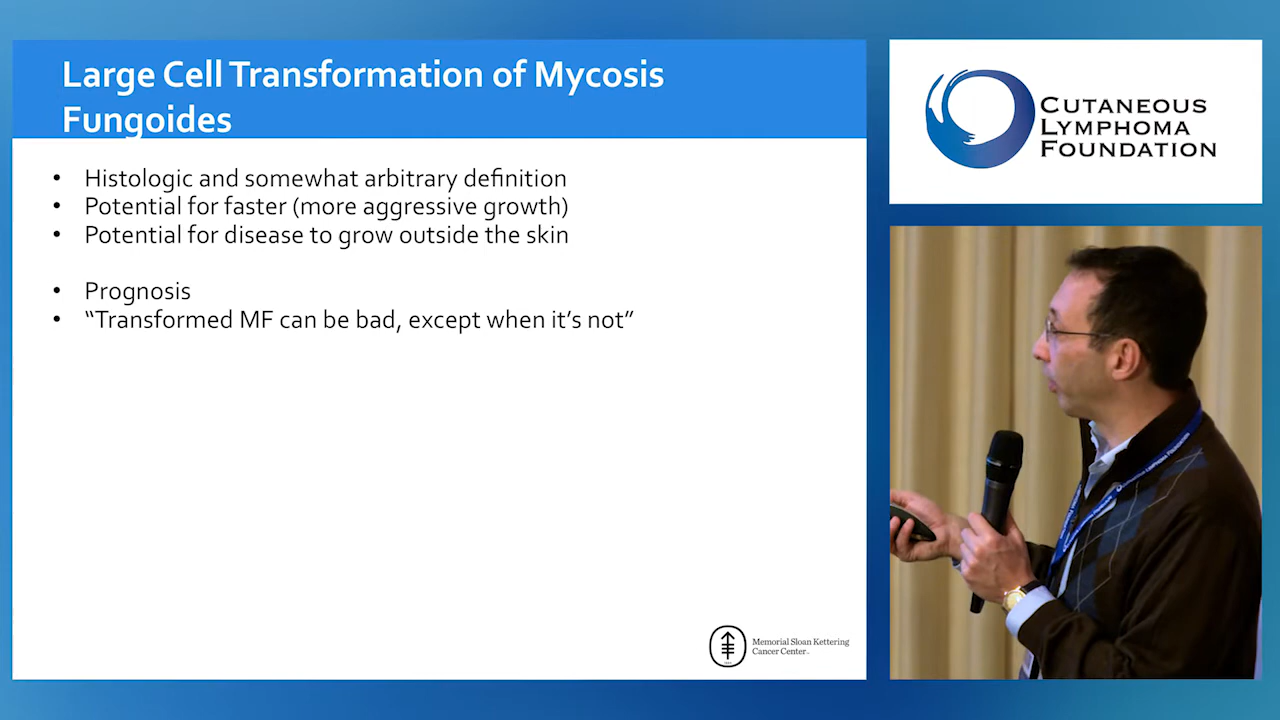 Large Cell Transformation of Mycosis
Fungoides
• Histologic and somewhat arbitrary definition
• Potential for faster (more aggressive growth)
• Potential for disease to grow outside the skin
• Prognosis
• “Transformed MF can be bad, except when it’s not”
Memorial Sloan Kettering
Cancer Center
CUTANEOUS
LYMPHOMA
FOUNDATION